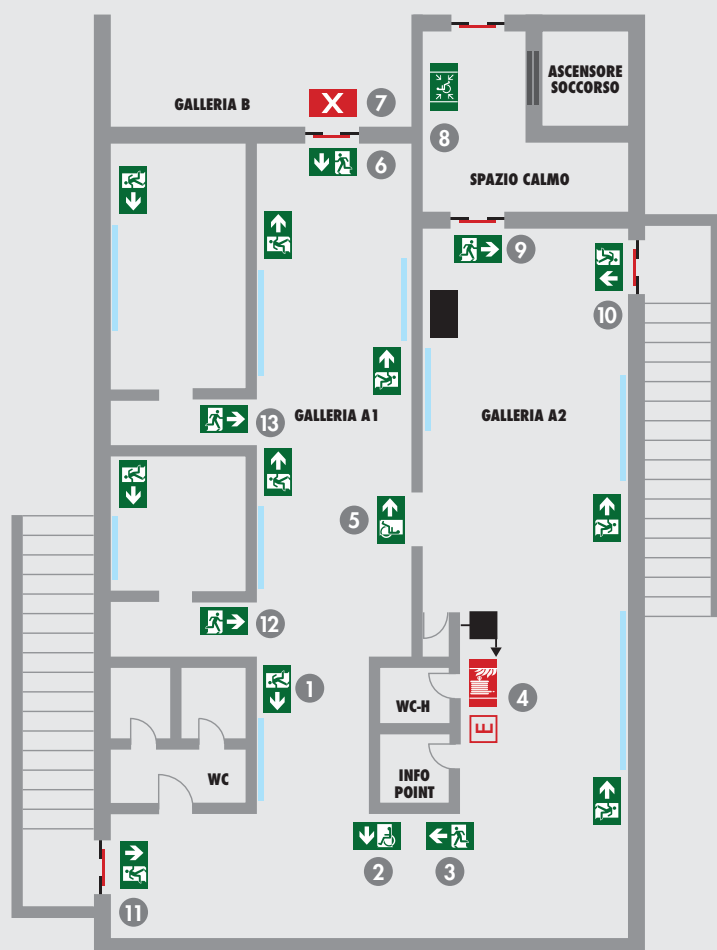 ASCENSORE
SOCCORSO
GALLERIA B
X
7
8
6
SPAZIO CALMO
9
10
13
GALLERIA A1
GALLERIA A2
5
12
1
WC-H
4
E
WC
INFO
POINT
2
3
11